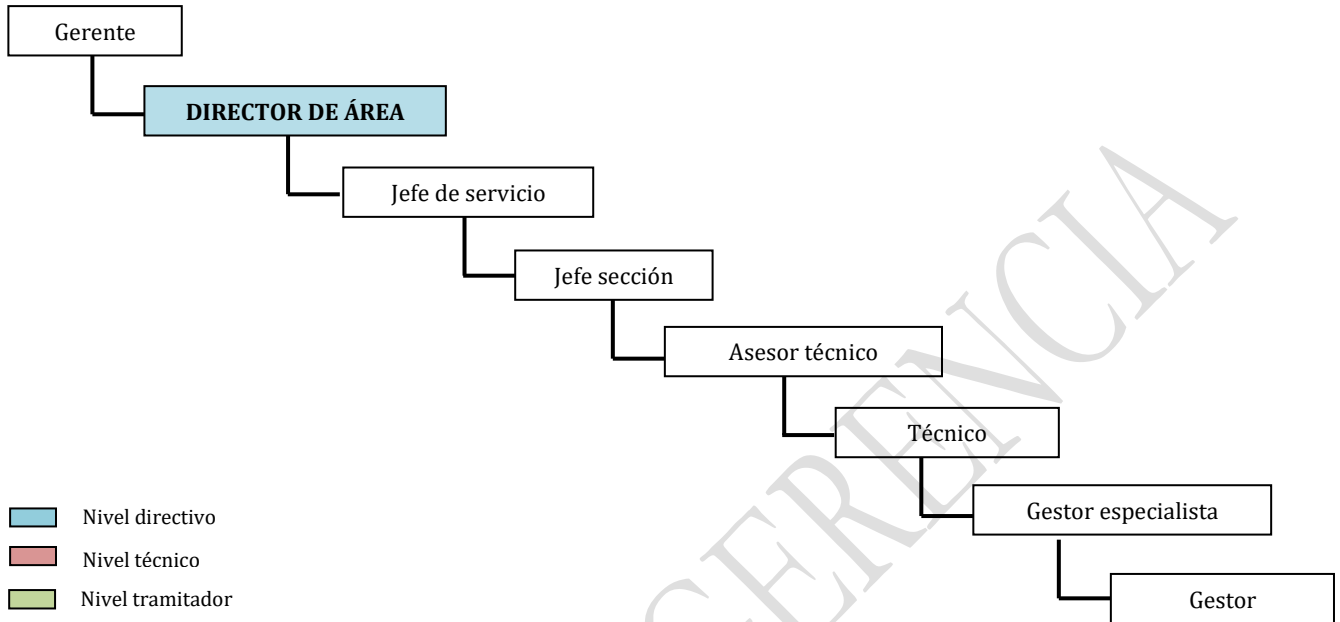 Gerente
DIRECTOR DE ÁREA
Jefe de servicio
Jefe sección
Asesor técnico
Técnico
Gestor especialista
Gestor
Nivel directivo
Nivel técnico
Nivel tramitador
GERENCIA